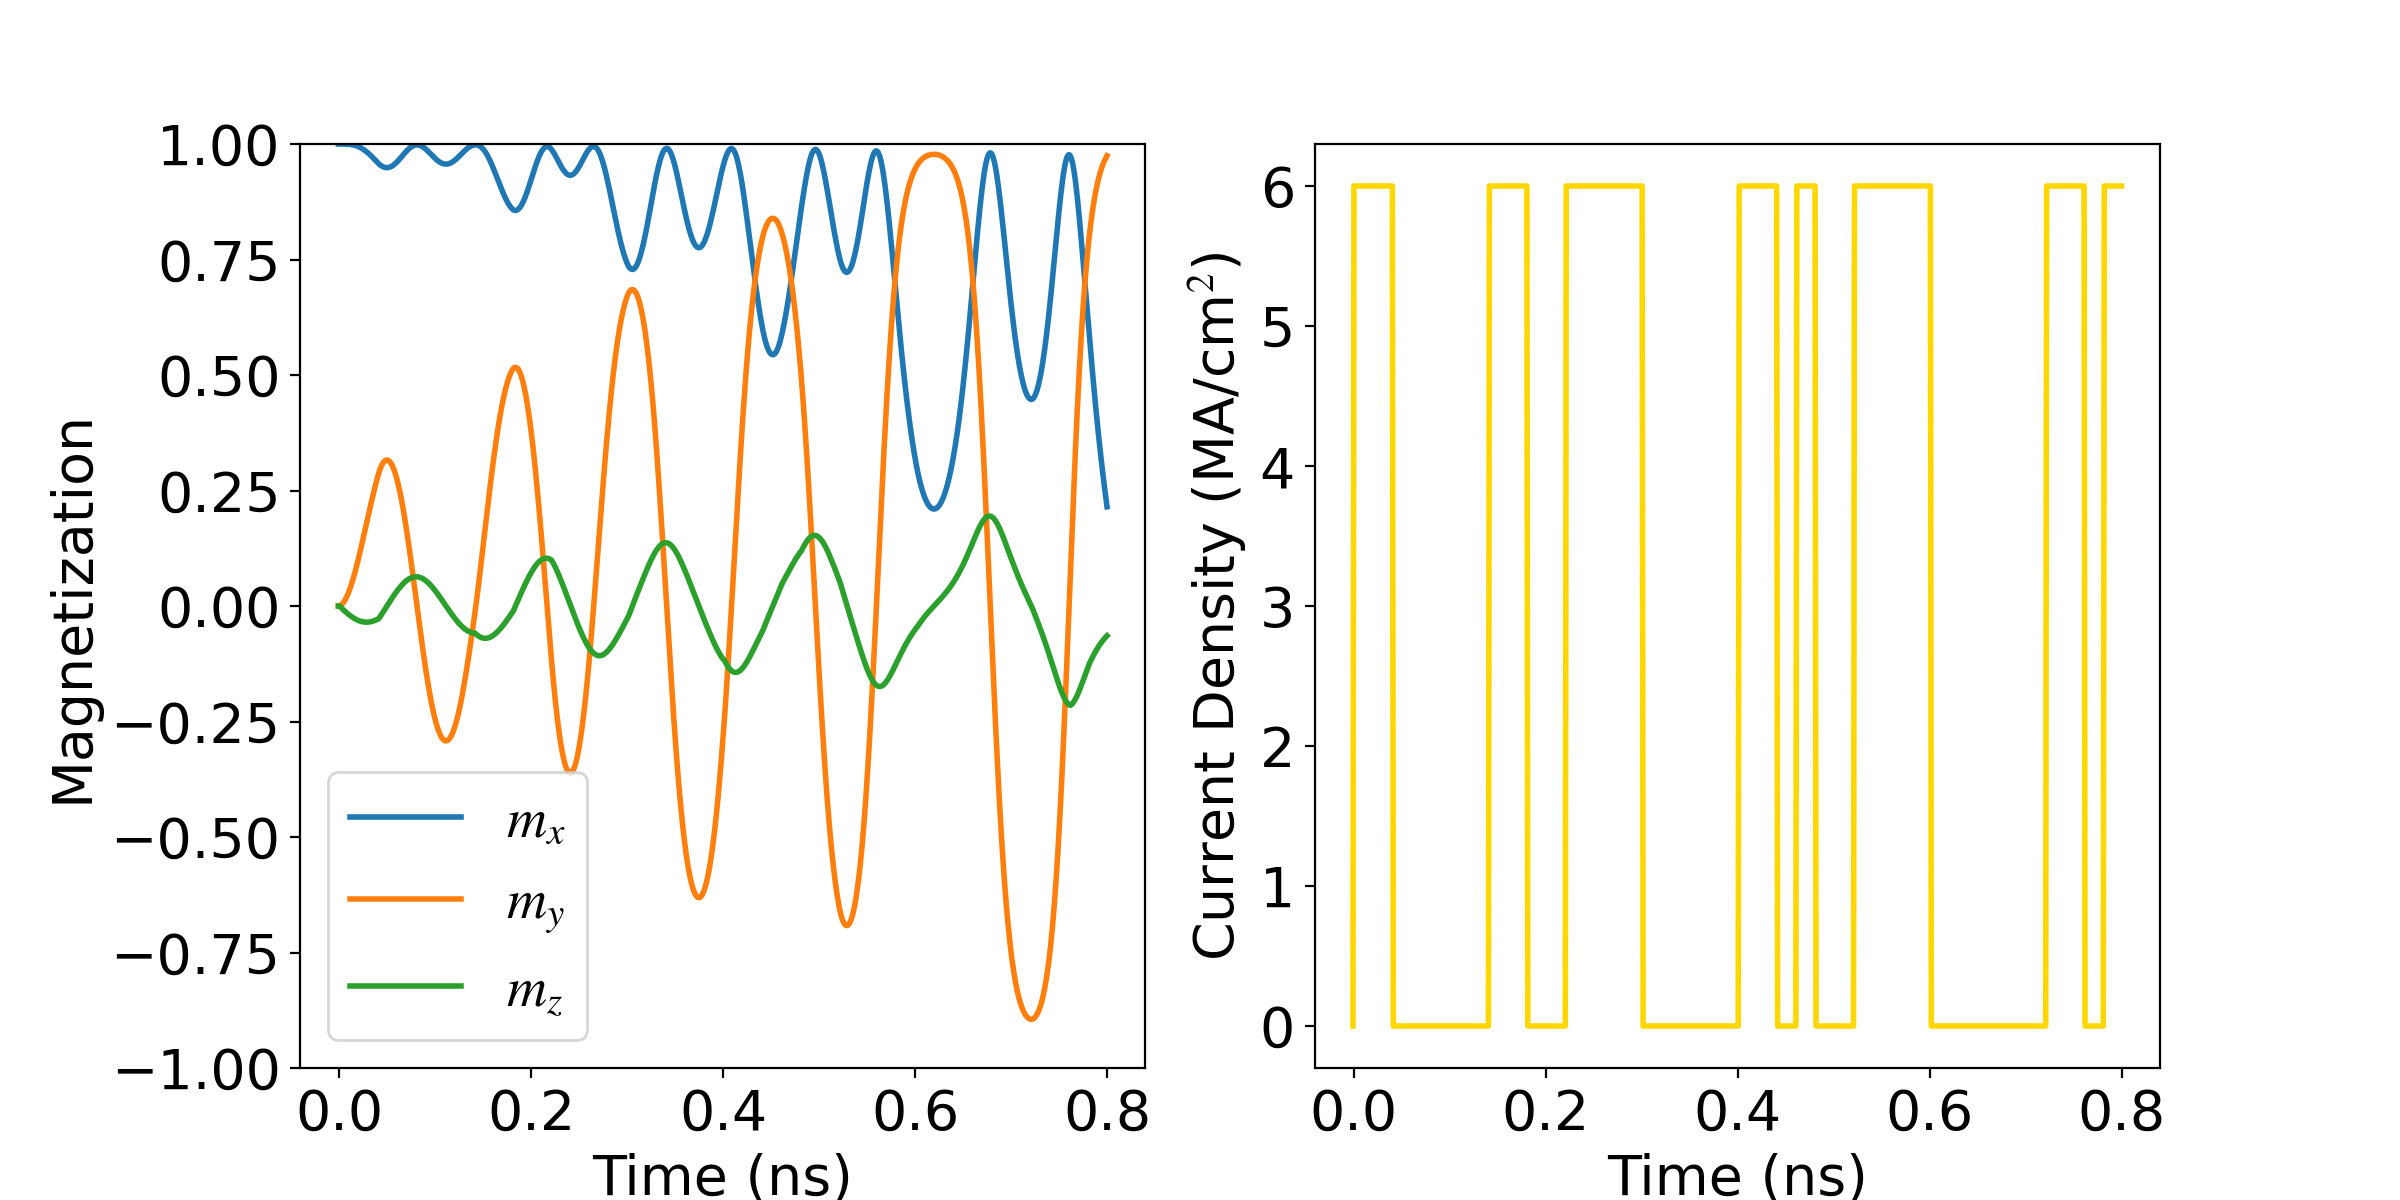 Magnetization
1.00
0.75
0.50
0.25
0.00
−0.25
−0.50
−0.75
−1.00
m_x
m_y
m_z
0.0 0.2 0.4 0.6 0.8
Time (ns)
Current Density (MA/cm²)
6
5
4
3
2
1
0
0.0 0.2 0.4 0.6 0.8
Time (ns)